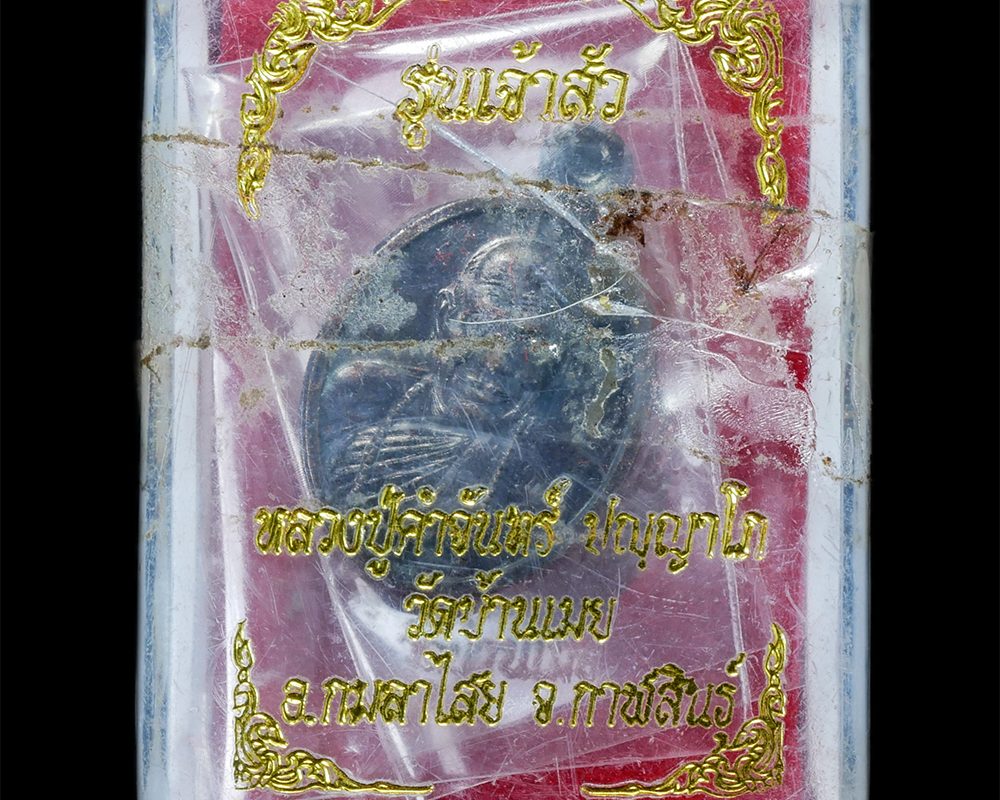 รุ่นเจ้าสัว
หลวงปู่คำจันทร์ ปญฺญาโภ
วัดบ้านเมย
อ.กมลาไสย จ.กาฬสินธุ์